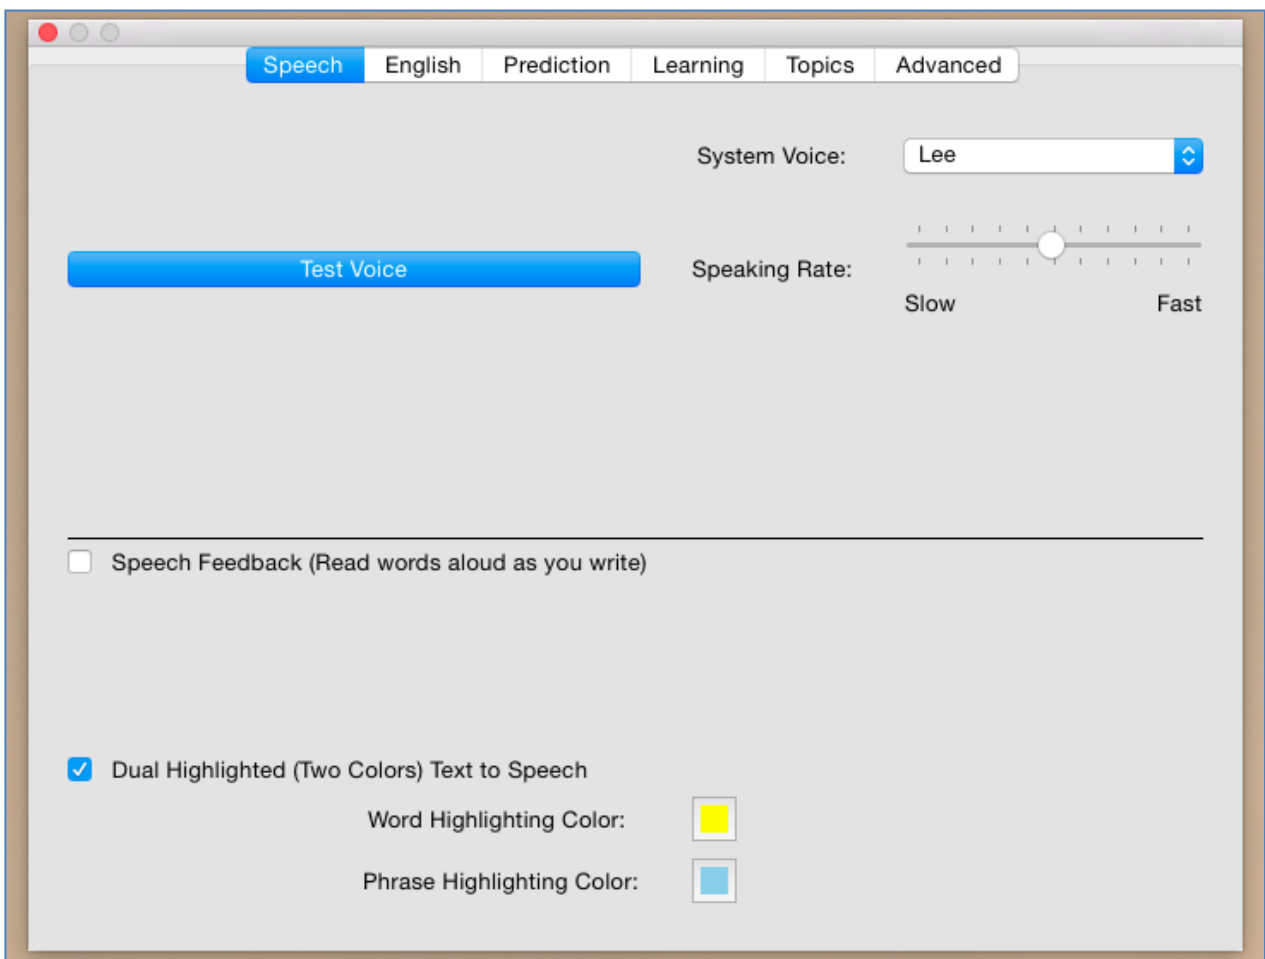 Speech English Prediction Learning Topics Advanced
System Voice: Lee
Test Voice
Speaking Rate:
Slow Fast
Speech Feedback (Read words aloud as you write)
Dual Highlighted (Two Colors) Text to Speech
Word Highlighting Color:
Phrase Highlighting Color: